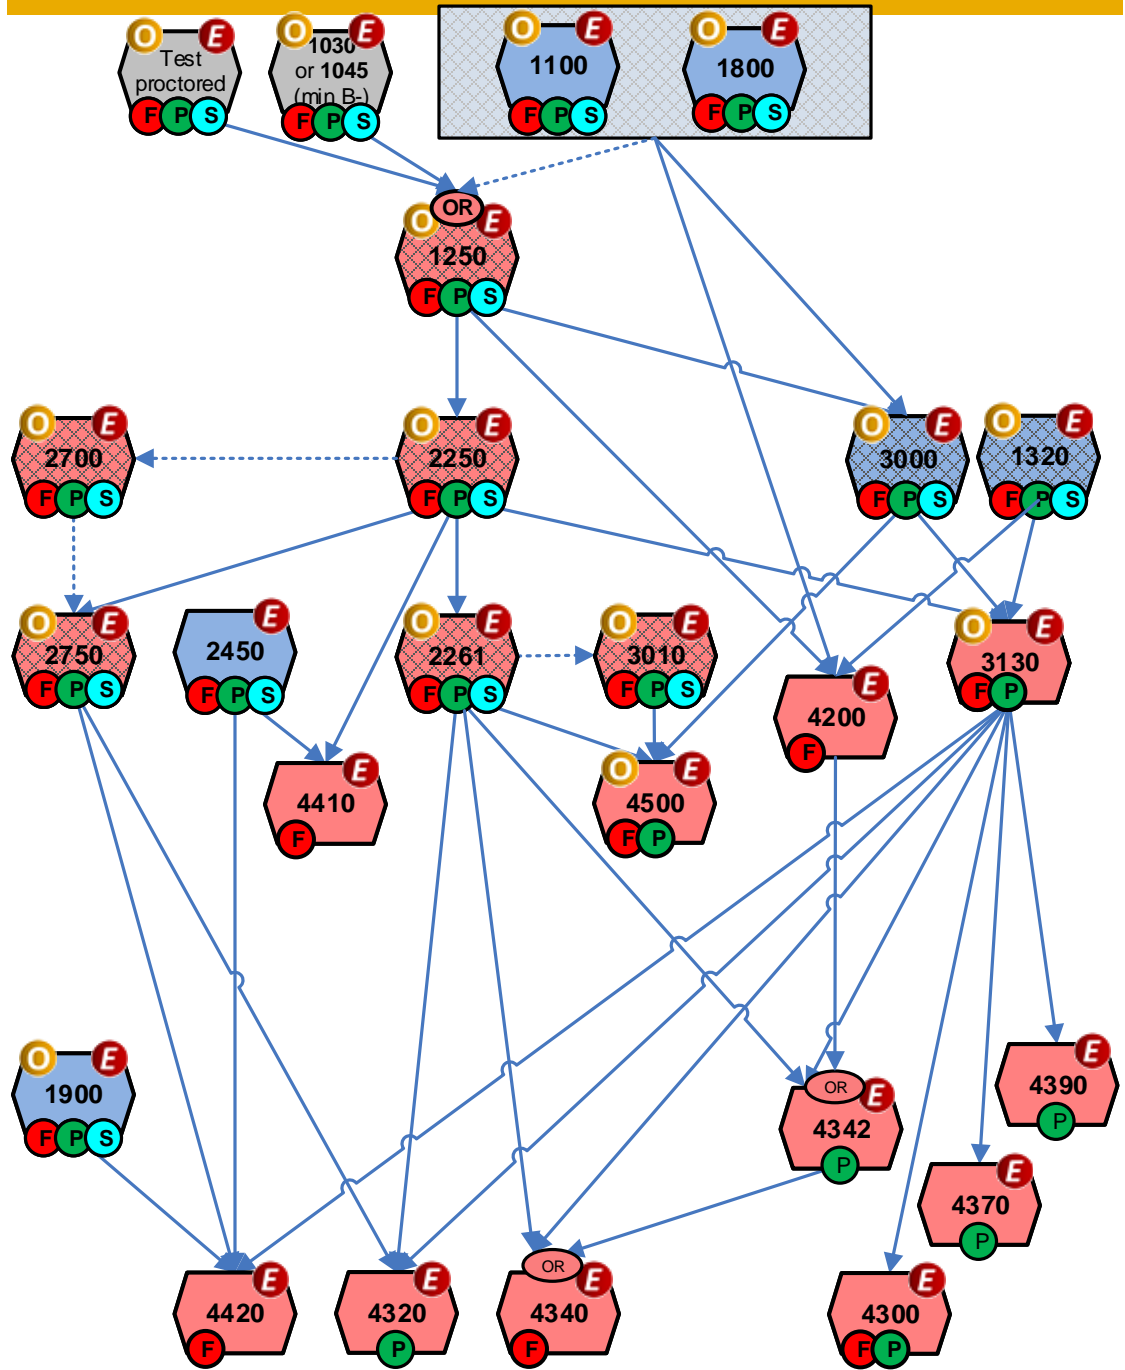 O E O E O E O E
Test
proctored
1030
or 1045
(min B-)
1100
1800
F P S F P S F P S F P S
OR
O E
1250
F P S
O E O E O E O E
2700
2250
3000
1320
F P S F P S F P S F P S
O E E O E O E O E
2750
2450
2261
3010
3130
F P S F P S F P S F P S F P
E
4200
F
E
4410
F
O E
4500
F P
O E
1900
F P S
E
4390
P
OR E
4342
P
E
4370
P
E
4420
F
E
4320
P
OR E
4340
F
E
4300
F P